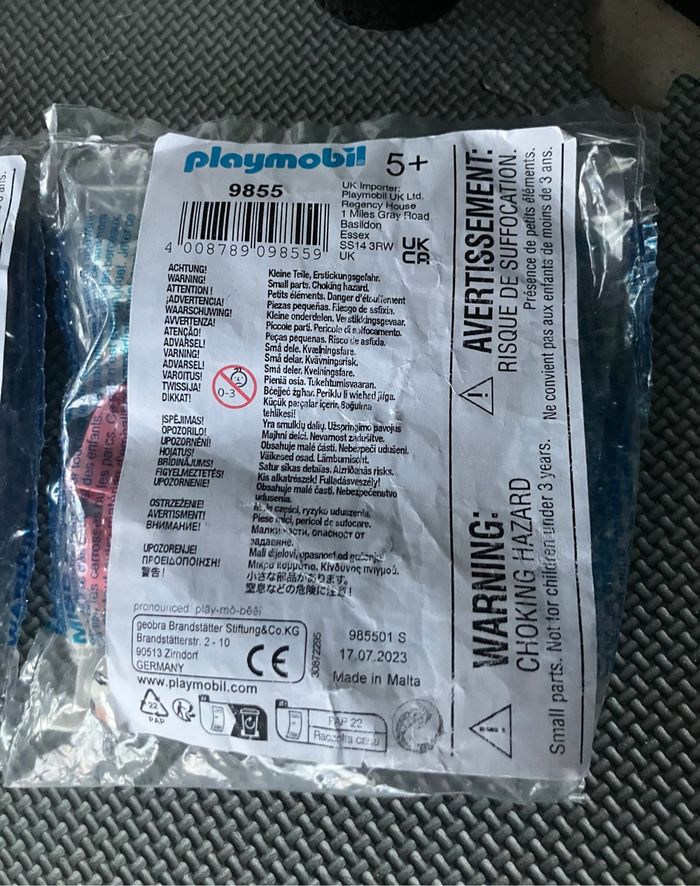 playmobil 5+
9855
4 008789 098559
UK Importer:
Playmobil UK Ltd.
Regency House
1 Miles Gray Road
Basildon
Essex
SS14 3RW
UK
UK
CA
ACHTUNG! Kleine Teile, Erstickungsgefahr.
WARNING! Small parts. Choking hazard.
ATTENTION! Petits éléments. Danger d'étouffement
¡ADVERTENCIA! Piezas pequeñas. Riesgo de asfixia.
WAARSCHUWING! Kleine onderdelen. Verstikkingsgevaar.
AVVERTENZA! Piccole parti. Pericolo di soffocamento.
ATENÇÃO! Peças pequenas. Risco de asfixia.
ADVARSEL! Små dele. Kvælningsfare.
VARNING! Små delar. Kvävningsrisk.
ADVARSEL! Små deler. Kvelningsfare.
VAROITUS! Pieniä osia. Tukehtumisvaaran.
TWISSIJA! Bċejjeċ żgħar. Periklu li wieħed jifga.
DIKKAT! Küçük parçalar içerir. Boğulma
tehlikesi!
0-3
ĮSPĖJIMAS! Yra smulkių dalių. Užspringimo pavojus
OPOZORILO! Majhni delci. Nevarnost zadušitve.
UPOZORNĚNÍ! Obsahuje malé části. Nebezpečí udušení.
HOIATUS! Väikesed osad. Lämbumisoht.
BRĪDINĀJUMS! Satur sīkas detaļas. Aizrīšanās risks.
FIGYELMEZTETÉS! Kis alkatrészek! Fulladásveszély!
UPOZORNENIE! Obsahuje malé časti. Nebezpečenstvo
udusenia.
OSTRZEŻENIE! części, ryzyko uduszenia.
AVERTISMENT! Piese mici, pericol de sufocare.
ВНИМАНИЕ! Малки части, опасност от
задавяне.
UPOZORENJE! Mali dijelovi, opasnost od gušenja
ΠΡΟΕΙΔΟΠΟΙΗΣΗ! Μικρά κομμάτια. Κίνδυνος πνιγμού.
警告! 小さな部品があります。
窒息などの危険に注意!
pronounced plāy-mō-bēēl
geobra Brandstätter Stiftung&Co.KG
Brandstätterstr. 2 - 10
90513 Zirndorf
GERMANY
CE
30872295
985501 S
17.07.2023
Made in Malta
www.playmobil.com
22
PAP
PAP 22
Raccolta carta
AVERTISSEMENT:
RISQUE DE SUFFOCATION.
Présence de petits éléments.
Ne convient pas aux enfants de moins de 3 ans.
WARNING:
CHOKING HAZARD
Small parts. Not for children under 3 years.